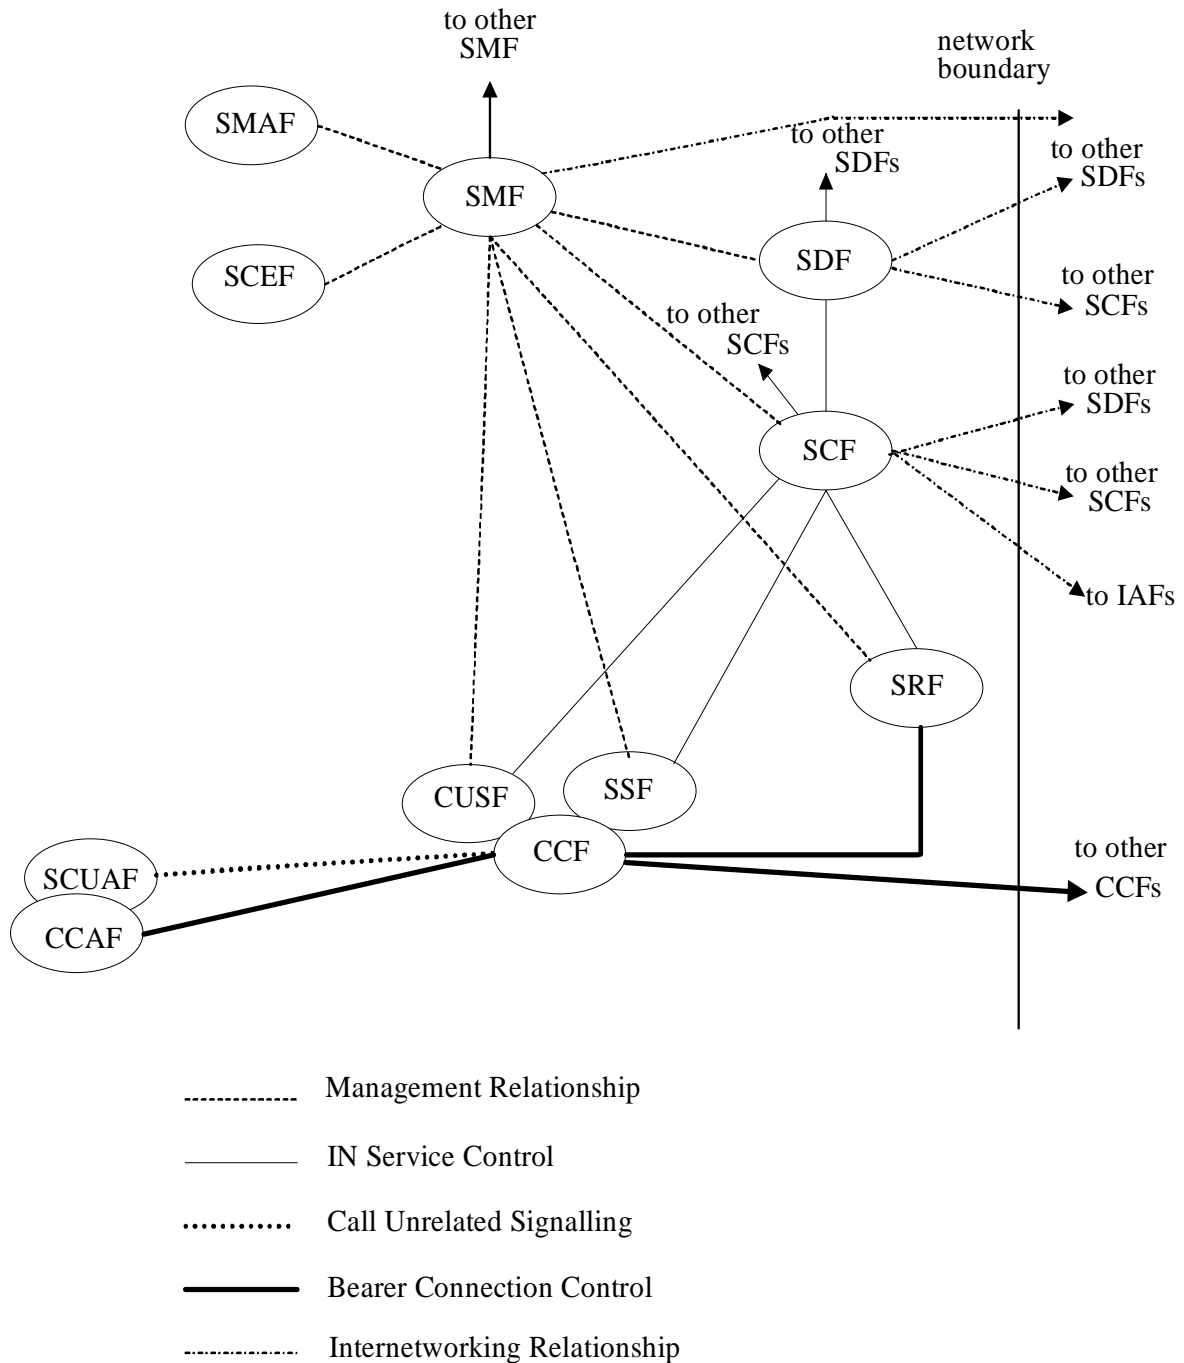 to other
SMF
network
boundary
SMAF
to other
SDFs
to other
SDFs
SMF
SDF
SCEF
to other
SCFs
to other
SCFs
to other
SDFs
SCF
to other
SCFs
to IAFs
SRF
CUSF
SSF
CCF
to other
CCFs
SCUAF
CCAF
Management Relationship
IN Service Control
Call Unrelated Signalling
Bearer Connection Control
Internetworking Relationship